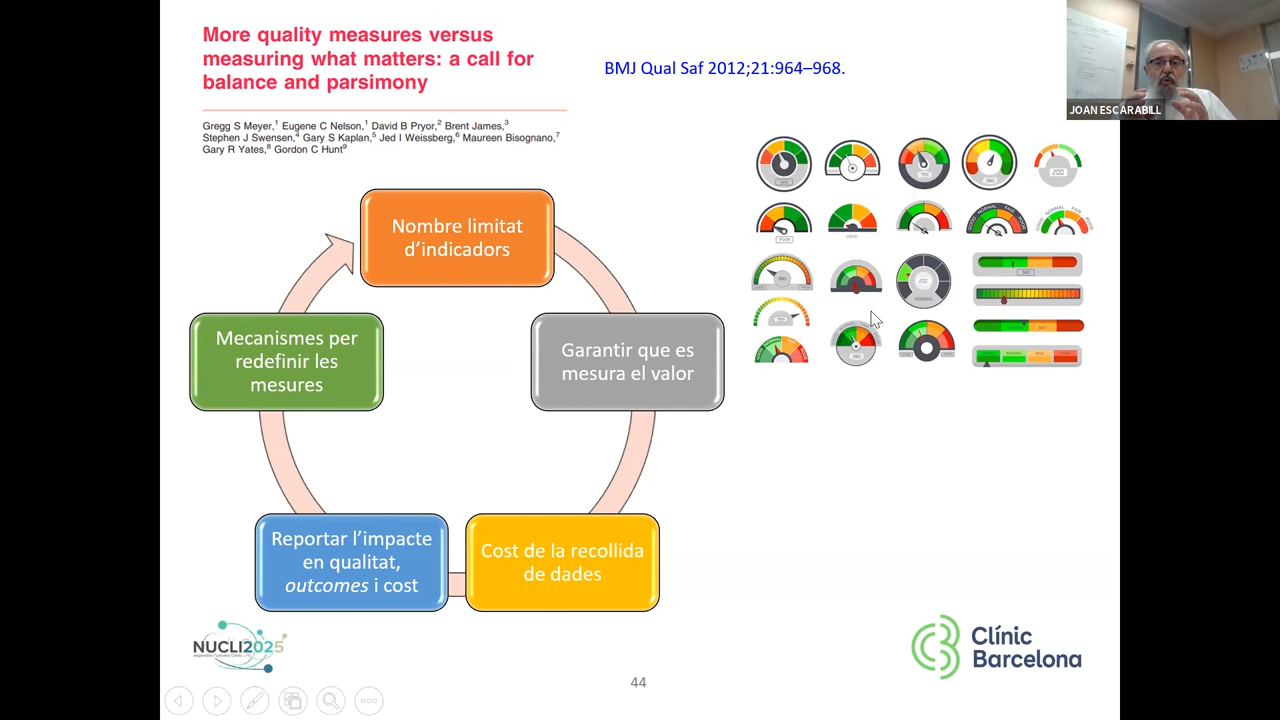 More quality measures versus
measuring what matters: a call for
balance and parsimony
BMJ Qual Saf 2012;21:964–968.
JOAN ESCARABILL
Gregg S Meyer,1 Eugene C Nelson,1 David B Pryor,2 Brent James,3
Stephen J Swensen,4 Gary S Kaplan,5 Jed I Weissberg,6 Maureen Bisognano,7
Gary R Yates,8 Gordon C Hunt9
Nombre limitat
d’indicadors
Garantir que es
mesura el valor
Cost de la recollida
de dades
Reportar l’impacte
en qualitat,
outcomes i cost
Mecanismes per
redefinir les
mesures
200
POOR
GOOD
NORMAL
NUCLI2025
Clínic
Barcelona
44